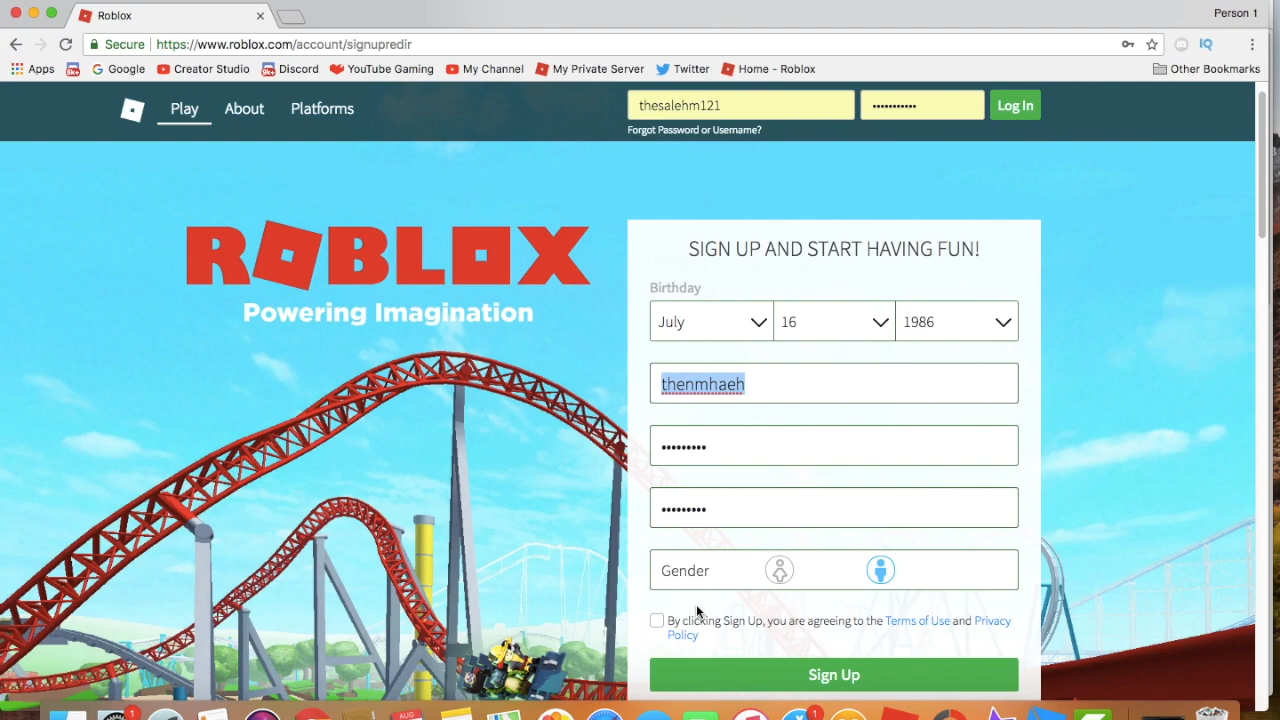 Roblox
Person 1
Secure https://www.roblox.com/account/signupredir
Apps Google Creator Studio Discord YouTube Gaming My Channel My Private Server Twitter Home - Roblox Other Bookmarks
Play About Platforms
thesalehm121
Log In
Forgot Password or Username?
ROBLOX
Powering Imagination
SIGN UP AND START HAVING FUN!
Birthday
July 16 1986
thenmhaeh
Gender
By clicking Sign Up, you are agreeing to the Terms of Use and Privacy
Policy
Sign Up
1
AUG
1